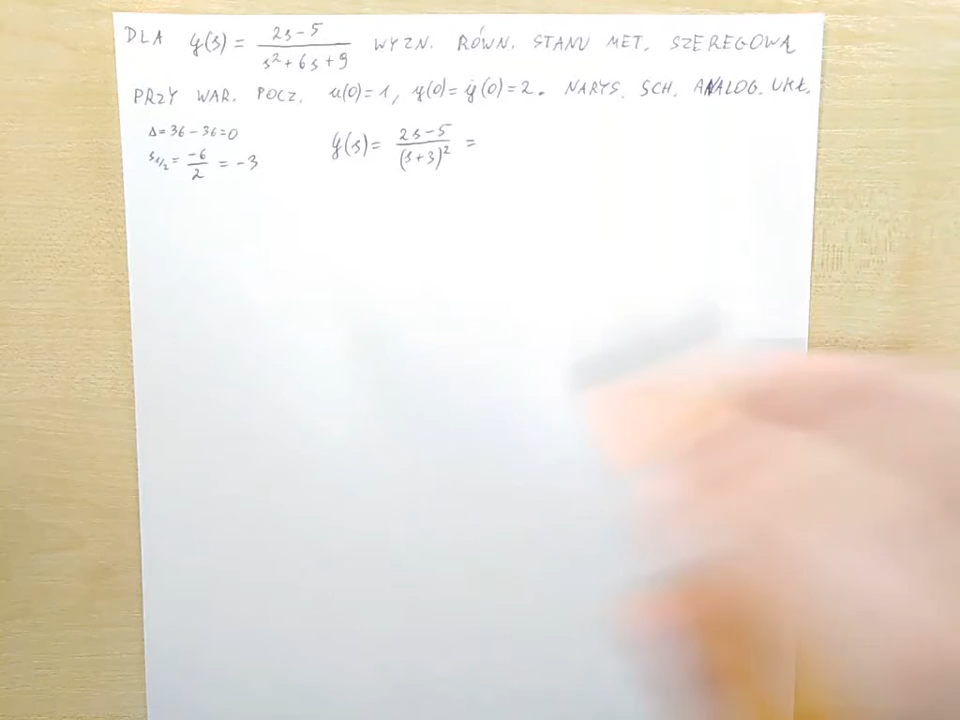 DLA y(s) = 2s-5 / s²+6s+9 WYZN. RÓWN. STANU MET. SZEREGOWĄ
PRZY WAR. POCZ. u(0)=1, y(0)=ẏ(0)=2. NARYS. SCH. ANALOG. UKŁ.
Δ=36-36=0
s1/2 = -6/2 = -3
y(s) = 2s-5 / (s+3)² =